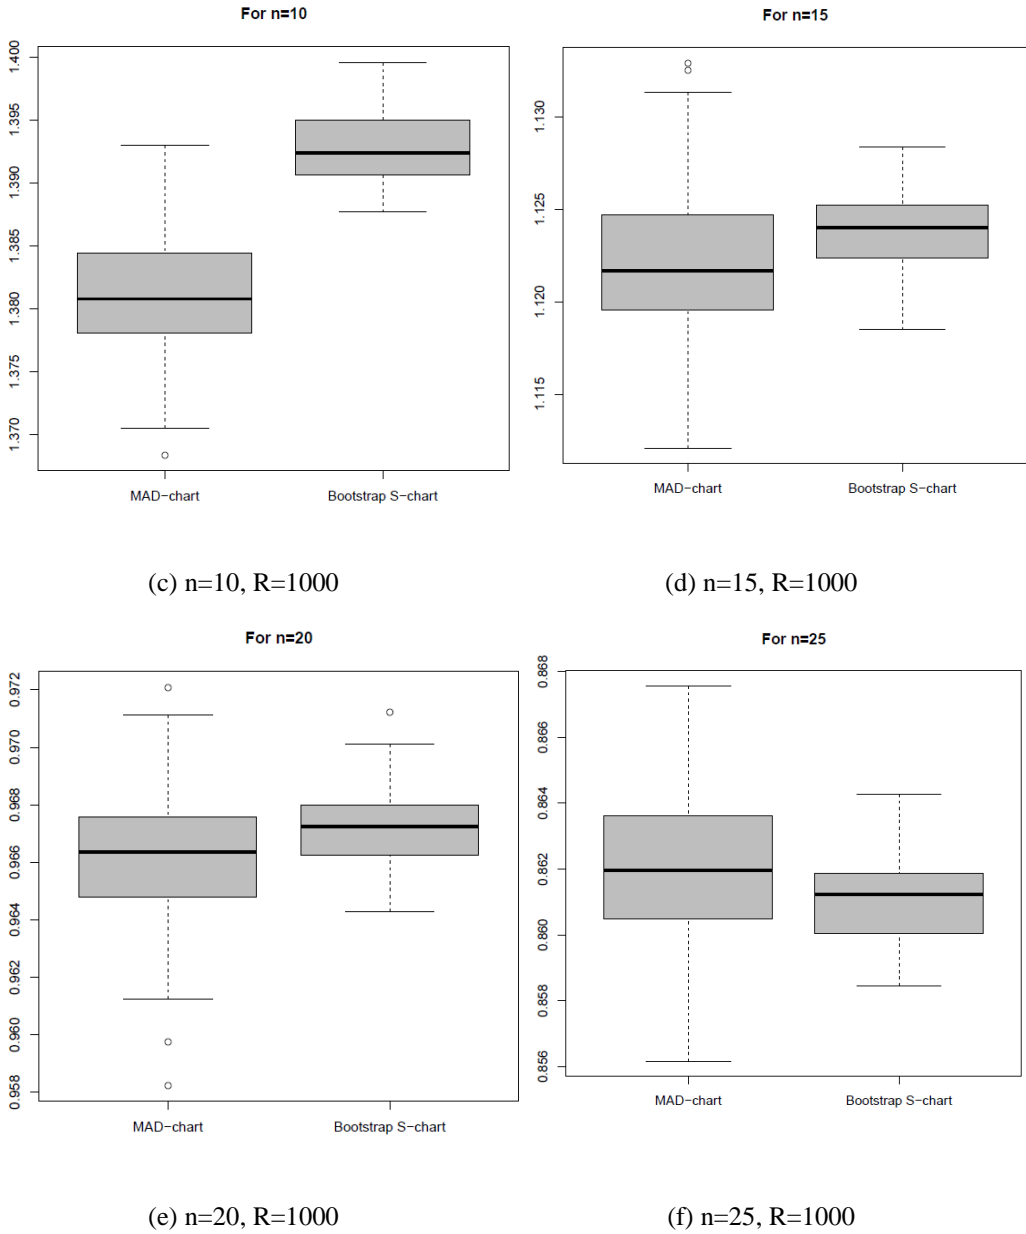 For n=10
1.400
1.395
1.390
1.385
1.380
1.375
1.370
MAD−chart Bootstrap S−chart
(c) n=10, R=1000
For n=15
1.130
1.125
1.120
1.115
MAD−chart Bootstrap S−chart
(d) n=15, R=1000
For n=20
0.972
0.970
0.968
0.966
0.964
0.962
0.960
0.958
MAD−chart Bootstrap S−chart
(e) n=20, R=1000
For n=25
0.868
0.866
0.864
0.862
0.860
0.858
0.856
MAD−chart Bootstrap S−chart
(f) n=25, R=1000